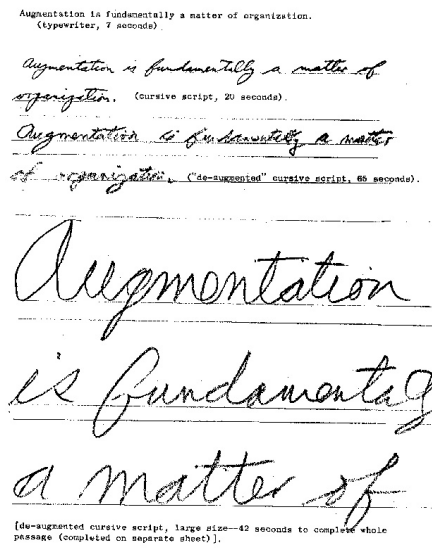 Augmentation is fundamentally a matter of organization.
(typewriter, 7 seconds)
Augmentation is fundamentally a matter of
organization. (cursive script, 20 seconds).
Augmentation is fundamentally a matter
of organization. ("de-augmented" cursive script, 65 seconds).
Augmentation
is fundamentally
a matter of
[de-augmented cursive script, large size--42 seconds to complete whole
passage (completed on separate sheet)].